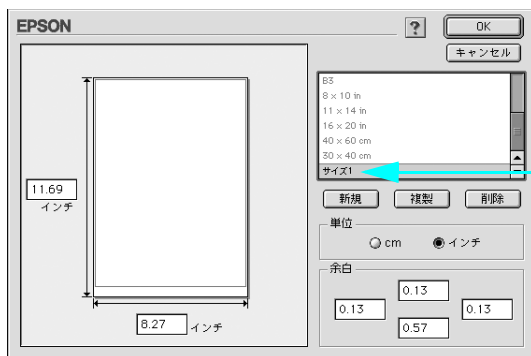 EPSON
?
OK
キャンセル
B3
8 × 10 in
11 × 14 in
16 × 20 in
40 × 60 cm
30 × 40 cm
サイズ1
新規
複製
削除
11.69
インチ
8.27 インチ
単位
cm
インチ
余白
0.13
0.13
0.13
0.57